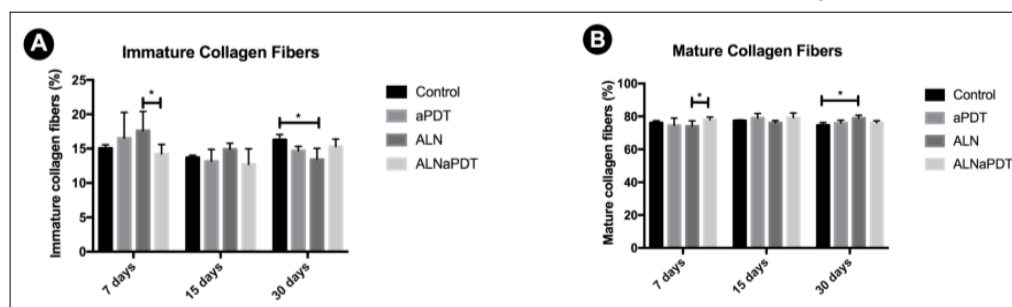 A
Immature Collagen Fibers
Immature collagen fibers (%)
25
20
15
10
5
0
*
*
7 days
15 days
30 days
Control
aPDT
ALN
ALNaPDT
B
Mature Collagen Fibers
Mature collagen fibers (%)
100
80
60
40
20
0
*
*
7 days
15 days
30 days
Control
aPDT
ALN
ALNaPDT